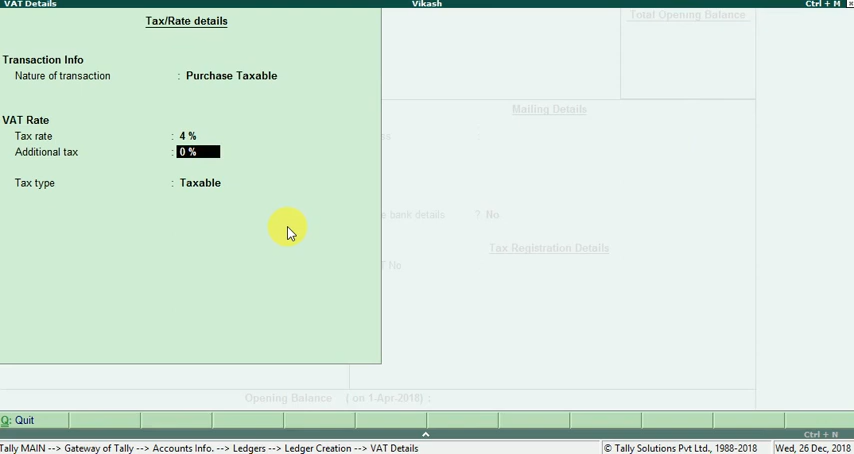 VAT Details Vikash Ctrl + M
Tax/Rate details
Total Opening Balance
Transaction Info
Nature of transaction : Purchase Taxable
Mailing Details
VAT Rate
Tax rate : 4 %
Additional tax : 0 %
Tax type : Taxable
e bank details ? No
Tax Registration Details
T No
Opening Balance ( on 1-Apr-2018) :
Q: Quit
Ctrl + N
Tally MAIN --> Gateway of Tally --> Accounts Info. --> Ledgers --> Ledger Creation --> VAT Details © Tally Solutions Pvt Ltd., 1988-2018 Wed, 26 Dec, 2018